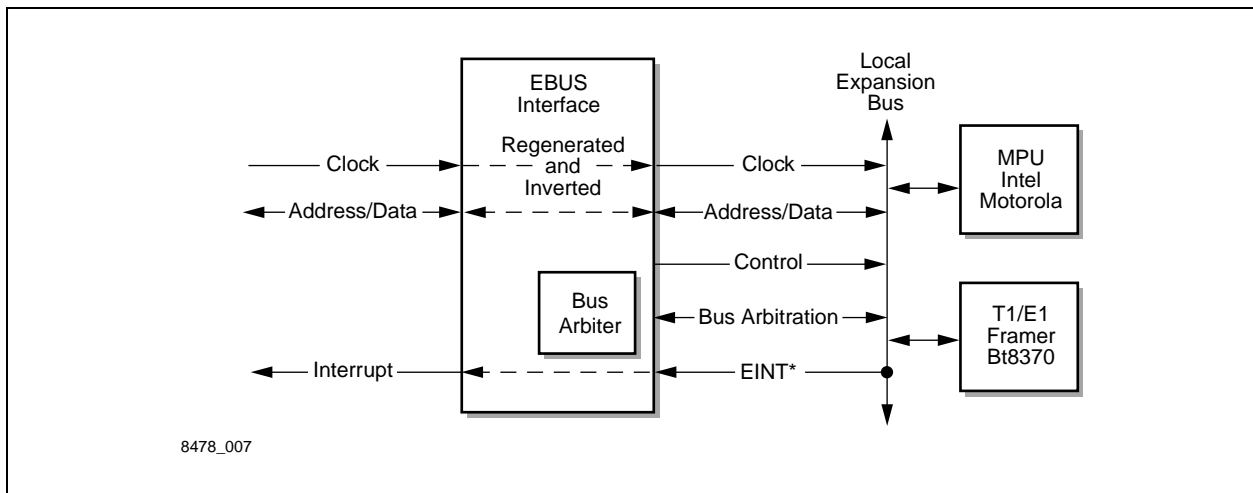 EBUS
Interface
Local
Expansion
Bus
Clock
Regenerated
and
Inverted
Clock
MPU
Intel
Motorola
Address/Data
Address/Data
Control
Bus
Arbiter
Bus Arbitration
T1/E1
Framer
Bt8370
Interrupt
EINT*
8478_007